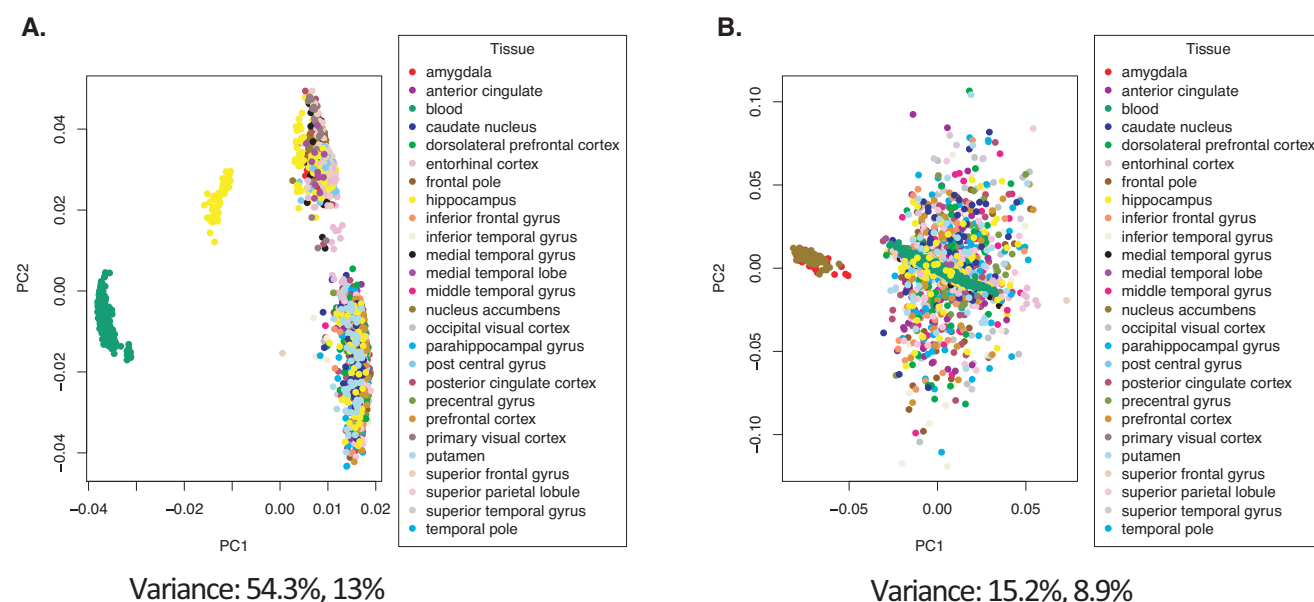 A.
Tissue
amygdala
anterior cingulate
blood
caudate nucleus
dorsolateral prefrontal cortex
entorhinal cortex
frontal pole
hippocampus
inferior frontal gyrus
inferior temporal gyrus
medial temporal gyrus
medial temporal lobe
middle temporal gyrus
nucleus accumbens
occipital visual cortex
parahippocampal gyrus
post central gyrus
posterior cingulate cortex
precentral gyrus
prefrontal cortex
primary visual cortex
putamen
superior frontal gyrus
superior parietal lobule
superior temporal gyrus
temporal pole
PC2
0.04
0.02
0.00
−0.02
−0.04
−0.04
−0.02
0.00
0.01
0.02
PC1
Variance: 54.3%, 13%
B.
Tissue
amygdala
anterior cingulate
blood
caudate nucleus
dorsolateral prefrontal cortex
entorhinal cortex
frontal pole
hippocampus
inferior frontal gyrus
inferior temporal gyrus
medial temporal gyrus
medial temporal lobe
middle temporal gyrus
nucleus accumbens
occipital visual cortex
parahippocampal gyrus
post central gyrus
posterior cingulate cortex
precentral gyrus
prefrontal cortex
primary visual cortex
putamen
superior frontal gyrus
superior parietal lobule
superior temporal gyrus
temporal pole
PC2
0.10
0.05
0.00
−0.05
−0.10
−0.05
0.00
0.05
PC1
Variance: 15.2%, 8.9%